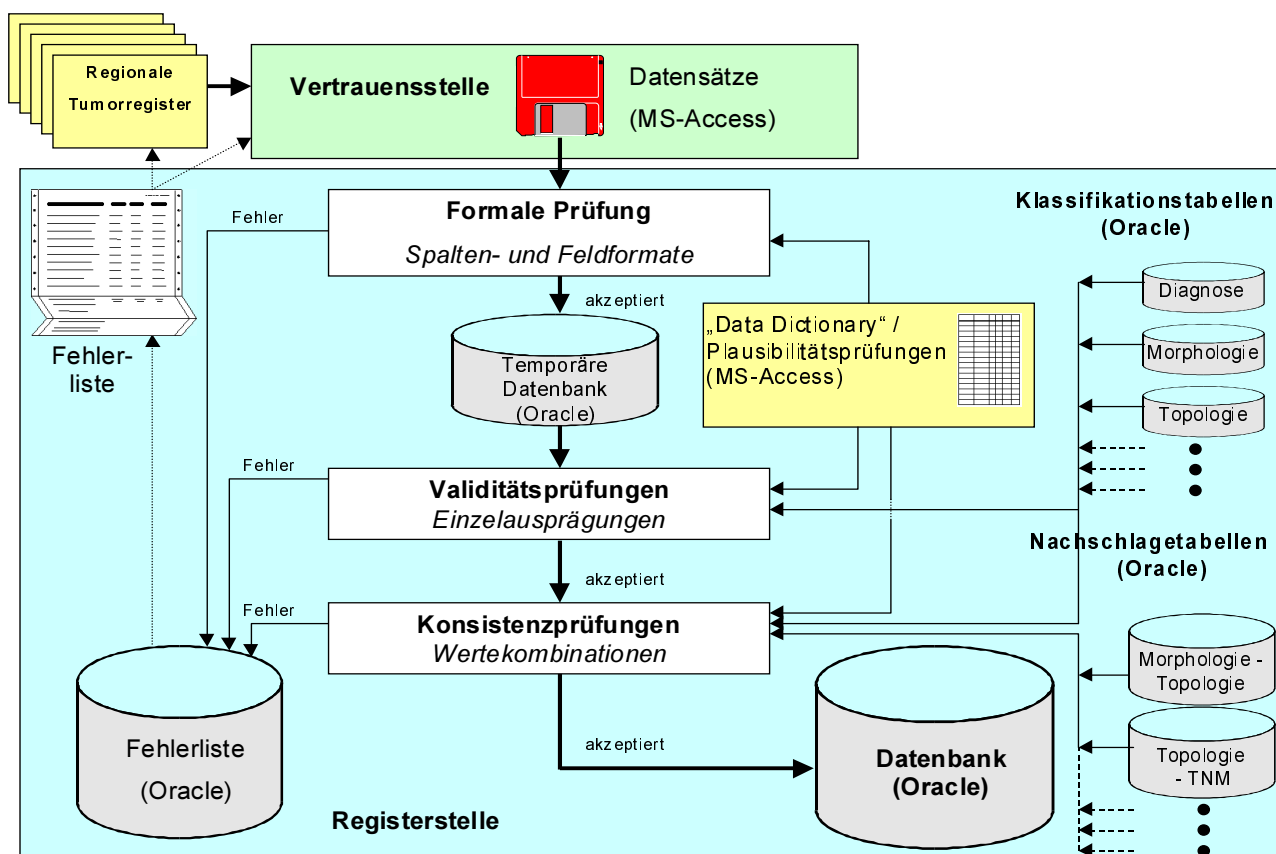 Regionale
Tumorregister
Vertrauensstelle
Datensätze
(MS-Access)
Formale Prüfung
Spalten- und Feldformate
Fehler
akzeptiert
Klassifikationstabellen
(Oracle)
Diagnose
Morphologie
Topologie
„Data Dictionary“ /
Plausibilitätsprüfungen
(MS-Access)
Fehler-
liste
Temporäre
Datenbank
(Oracle)
Fehler
Validitätsprüfungen
Einzelausprägungen
akzeptiert
Nachschlagetabellen
(Oracle)
Fehler
Konsistenzprüfungen
Wertekombinationen
Morphologie -
Topologie
Topologie
- TNM
akzeptiert
Fehlerliste
(Oracle)
Datenbank
(Oracle)
Registerstelle